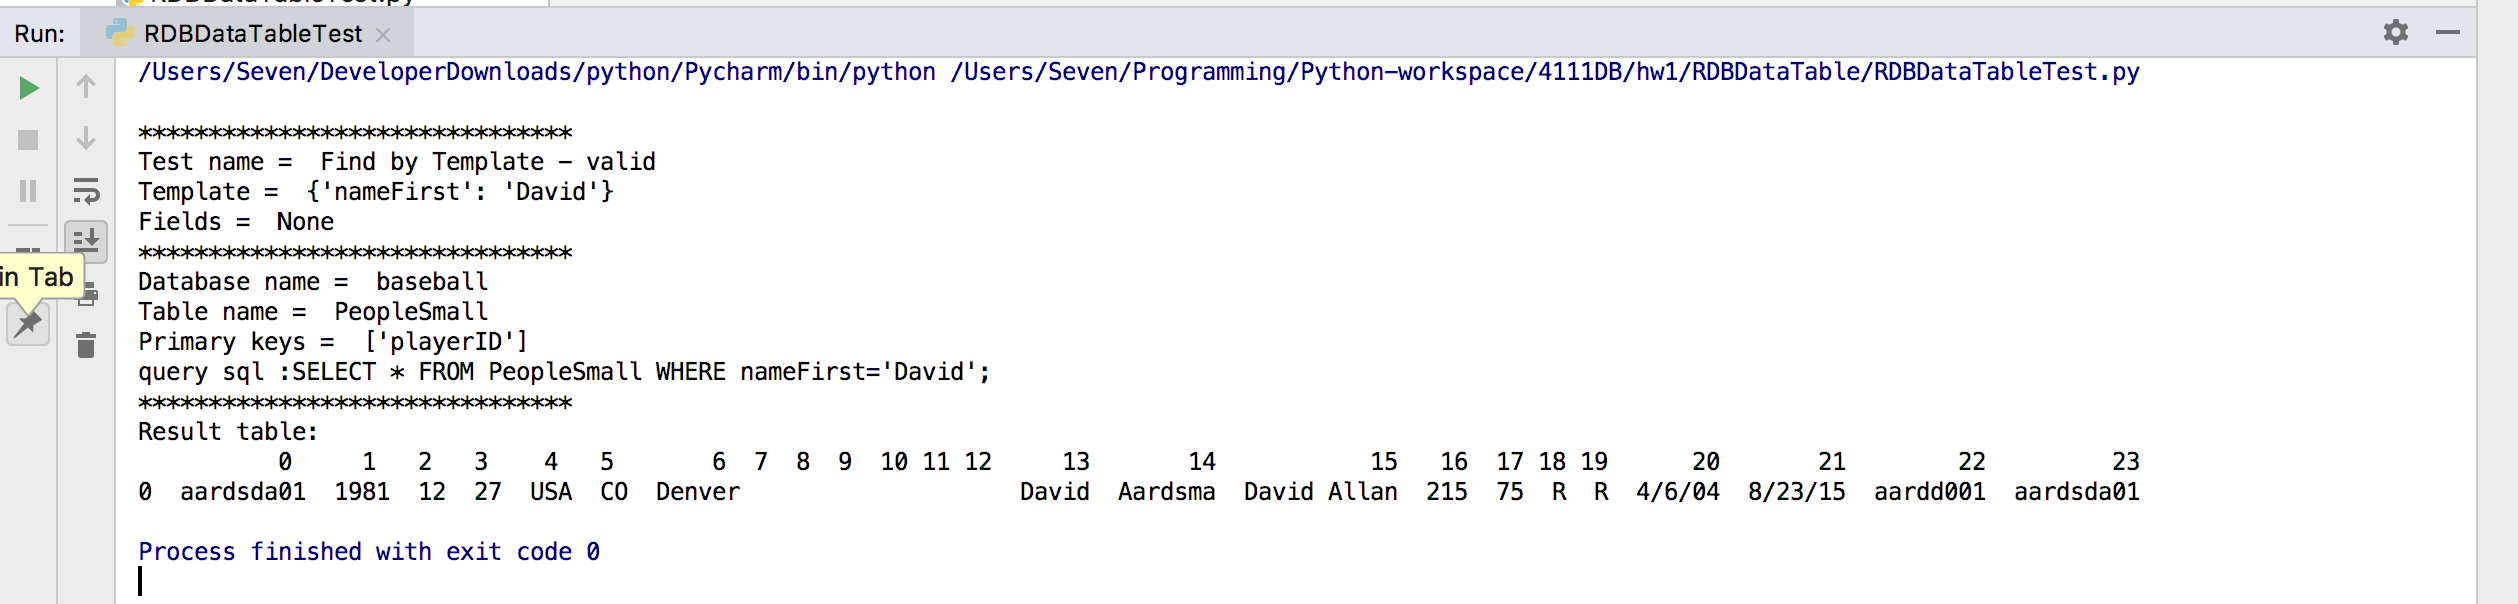 RDBDataTableTest.py
Run: RDBDataTableTest
/Users/Seven/DeveloperDownloads/python/Pycharm/bin/python /Users/Seven/Programming/Python-workspace/4111DB/hw1/RDBDataTable/RDBDataTableTest.py
*******************************
Test name =  Find by Template - valid
Template =  {'nameFirst': 'David'}
Fields =  None
*******************************
in Tab
Database name =  baseball
Table name =  PeopleSmall
Primary keys =  ['playerID']
query sql :SELECT * FROM PeopleSmall WHERE nameFirst='David';
*******************************
Result table:
0 1 2 3 4 5 6 7 8 9 10 11 12 13 14 15 16 17 18 19 20 21 22 23
0 aardsda01 1981 12 27 USA CO Denver David Aardsma David Allan 215 75 R R 4/6/04 8/23/15 aardd001 aardsda01
Process finished with exit code 0